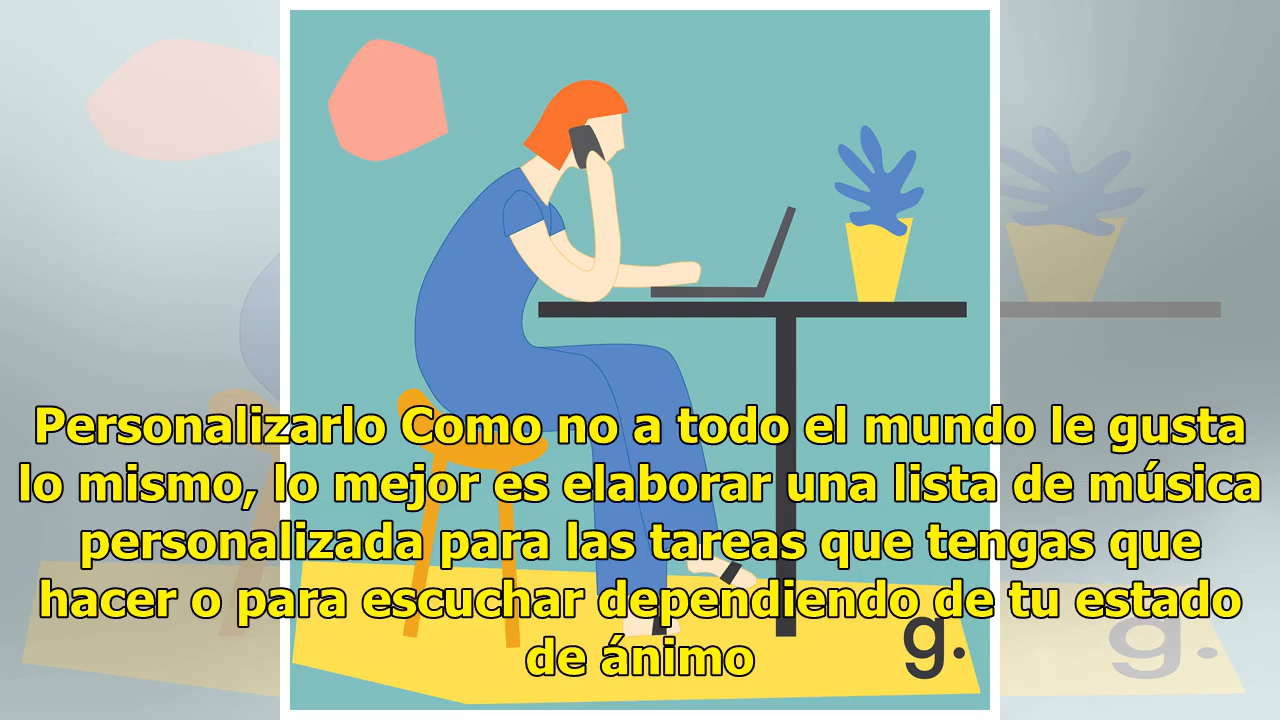 Personalizarlo Como no a todo el mundo le gusta
lo mismo, lo mejor es elaborar una lista de música
personalizada para las tareas que tengas que
hacer o para escuchar dependiendo de tu estado
de ánimo
g.